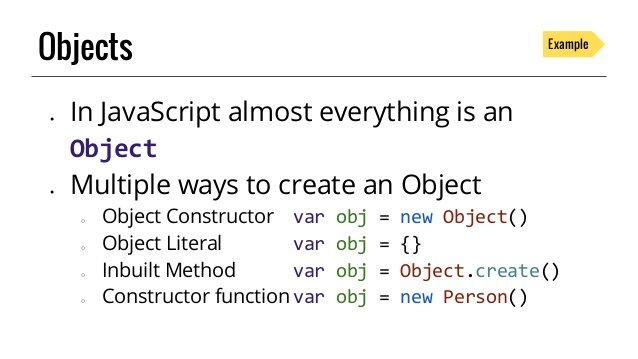 Objects
Example
In JavaScript almost everything is an
Object
Multiple ways to create an Object
Object Constructor var obj = new Object()
Object Literal var obj = {}
Inbuilt Method var obj = Object.create()
Constructor function var obj = new Person()